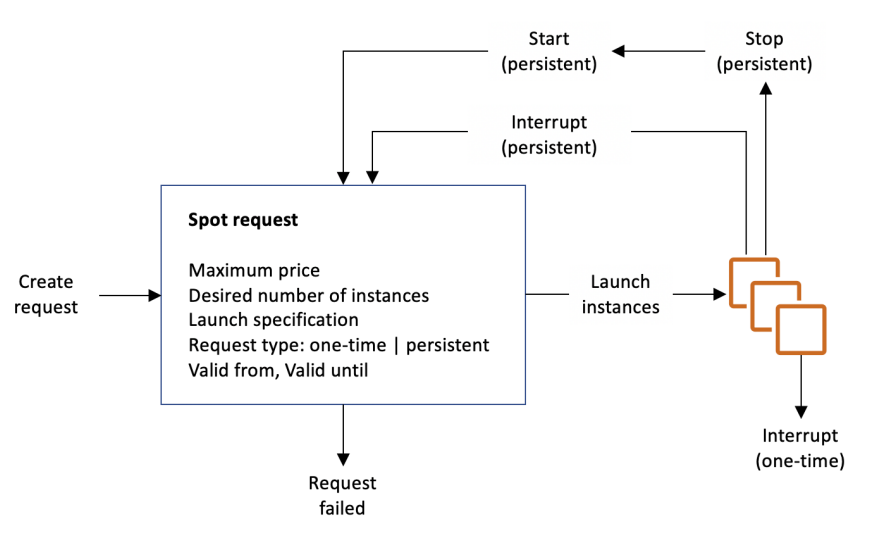 Start
(persistent)
Stop
(persistent)
Interrupt
(persistent)
Spot request
Maximum price
Desired number of instances
Launch specification
Request type: one-time | persistent
Valid from, Valid until
Create
request
Launch
instances
Interrupt
(one-time)
Request
failed